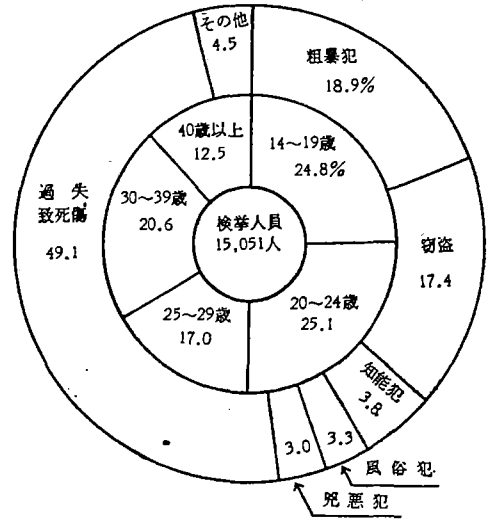 その他
4.5
粗暴犯
18.9%
40歳以上
12.5
14～19歳
24.8%
過失
致死傷
49.1
30～39歳
20.6
検挙人員
15,051人
窃盗
17.4
25～29歳
17.0
20～24歳
25.1
知能犯
3.8
3.0
3.3
風俗犯
兇悪犯